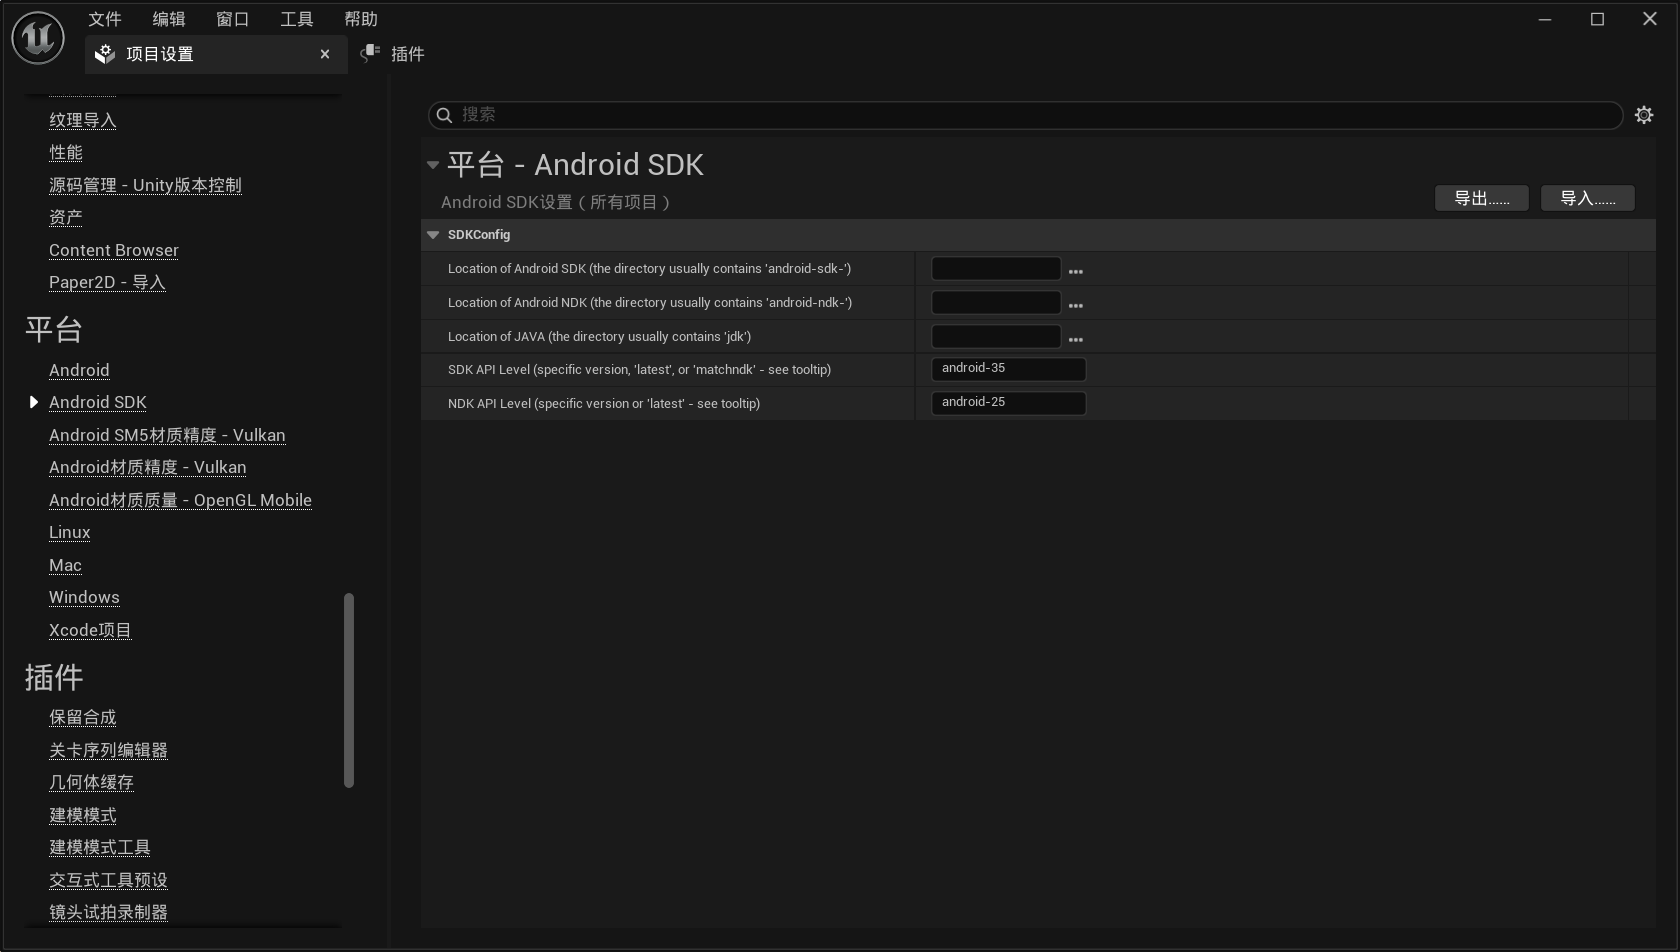 文件 编辑 窗口 工具 帮助
项目设置 插件
纹理导入
性能
源码管理 - Unity版本控制
资产
Content Browser
Paper2D - 导入
平台
Android
Android SDK
Android SM5材质精度 - Vulkan
Android材质精度 - Vulkan
Android材质质量 - OpenGL Mobile
Linux
Mac
Windows
Xcode项目
插件
保留合成
关卡序列编辑器
几何体缓存
建模模式
建模模式工具
交互式工具预设
镜头试拍录制器
搜索
平台 - Android SDK
Android SDK设置（所有项目）
导出...... 导入......
SDKConfig
Location of Android SDK (the directory usually contains 'android-sdk-')
Location of Android NDK (the directory usually contains 'android-ndk-')
Location of JAVA (the directory usually contains 'jdk')
SDK API Level (specific version, 'latest', or 'matchndk' - see tooltip) android-35
NDK API Level (specific version or 'latest' - see tooltip) android-25